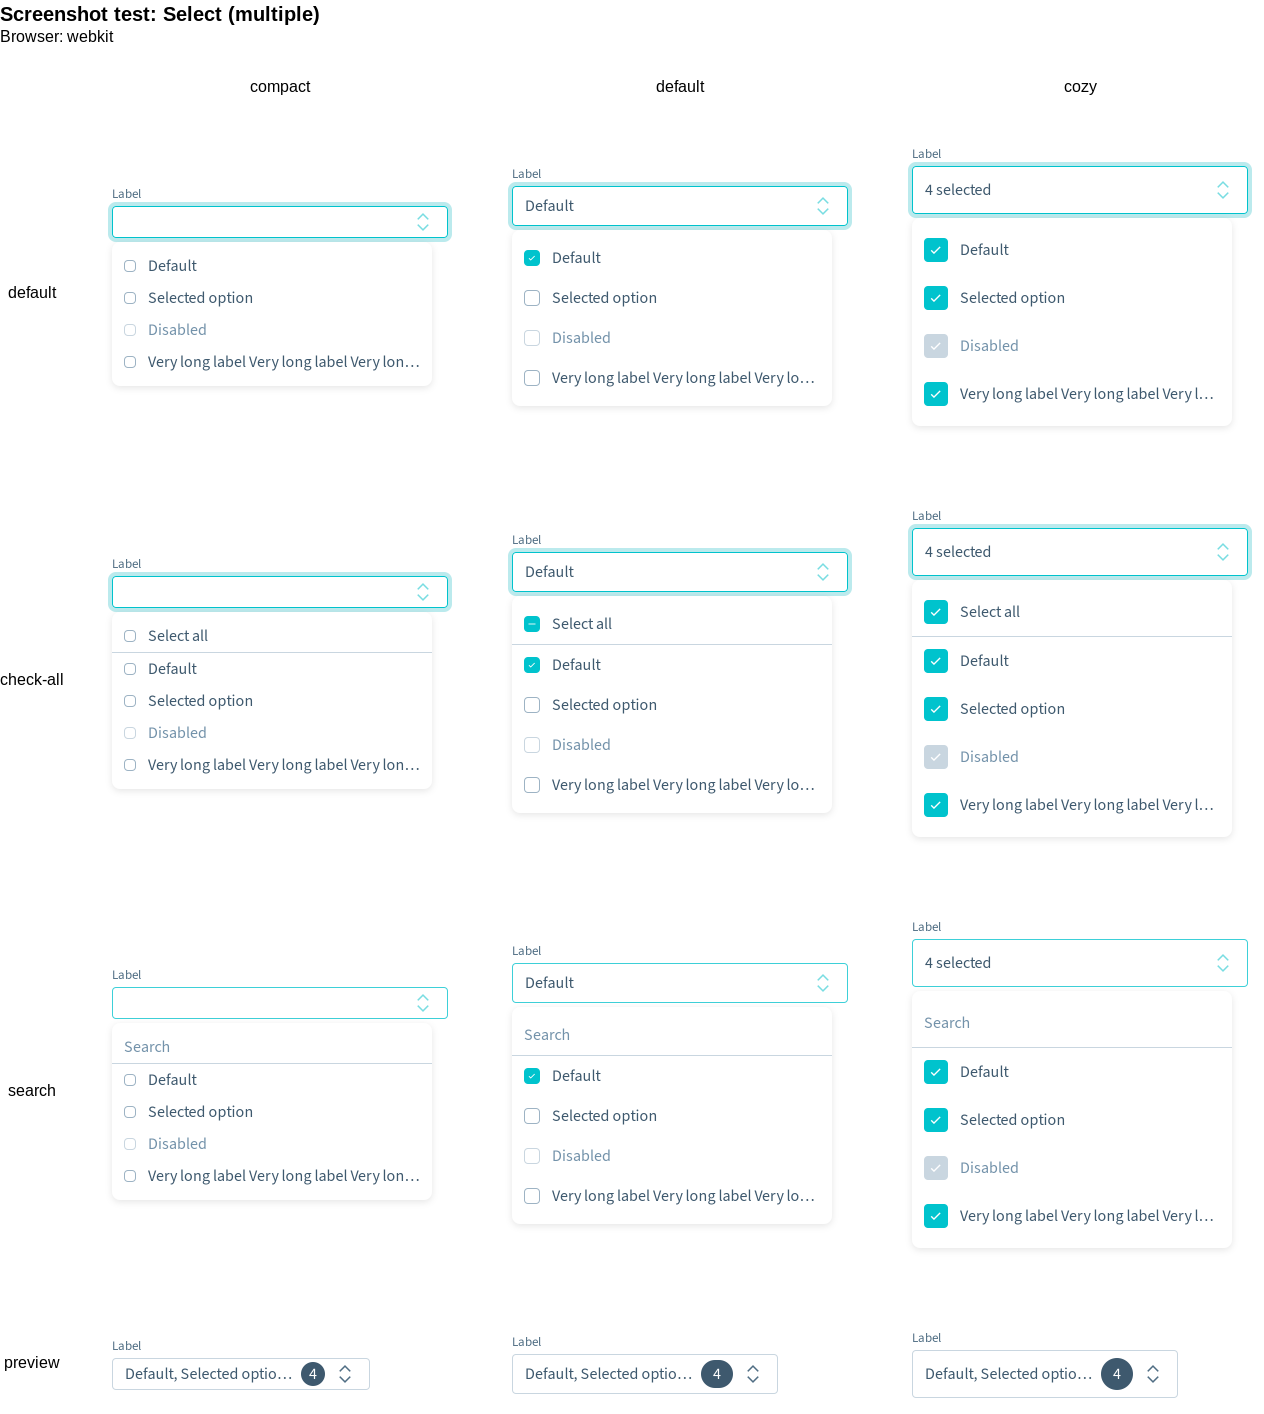 Screenshot test: Select (multiple)
Browser: webkit
compact
default
cozy
default
Label
Default
Selected option
Disabled
Very long label Very long label Very lon…
Label
Default
Default
Selected option
Disabled
Very long label Very long label Very lo…
Label
4 selected
Default
Selected option
Disabled
Very long label Very long label Very l…
check-all
Label
Select all
Default
Selected option
Disabled
Very long label Very long label Very lon…
Label
Default
Select all
Default
Selected option
Disabled
Very long label Very long label Very lo…
Label
4 selected
Select all
Default
Selected option
Disabled
Very long label Very long label Very l…
search
Label
Search
Default
Selected option
Disabled
Very long label Very long label Very lon…
Label
Default
Search
Default
Selected option
Disabled
Very long label Very long label Very lo…
Label
4 selected
Search
Default
Selected option
Disabled
Very long label Very long label Very l…
preview
Label
Default, Selected optio… 4
Label
Default, Selected optio… 4
Label
Default, Selected optio… 4